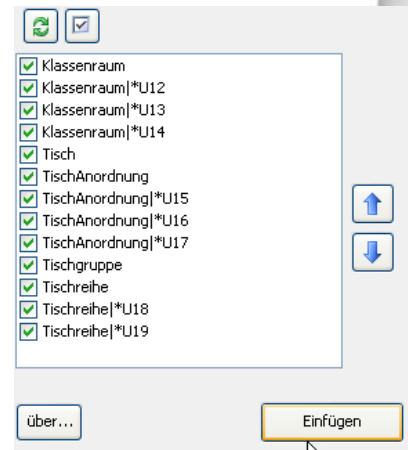 Klassenraum
Klassenraum|*U12
Klassenraum|*U13
Klassenraum|*U14
Tisch
TischAnordnung
TischAnordnung|*U15
TischAnordnung|*U16
TischAnordnung|*U17
Tischgruppe
Tischreihe
Tischreihe|*U18
Tischreihe|*U19
über... Einfügen